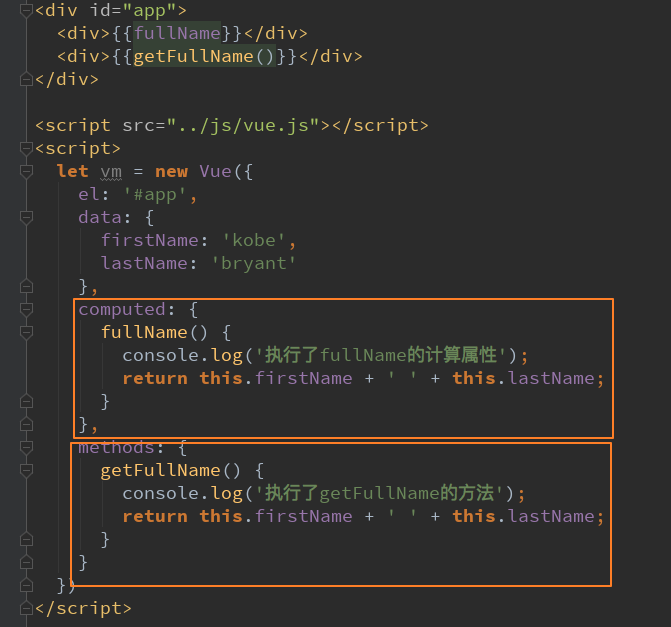 <div id="app">
  <div>{{fullName}}</div>
  <div>{{getFullName()}}</div>
</div>

<script src="../js/vue.js"></script>
<script>
  let vm = new Vue({
    el: '#app',
    data: {
      firstName: 'kobe',
      lastName: 'bryant'
    },
    computed: {
      fullName() {
        console.log('执行了fullName的计算属性');
        return this.firstName + ' ' + this.lastName;
      }
    },
    methods: {
      getFullName() {
        console.log('执行了getFullName的方法');
        return this.firstName + ' ' + this.lastName;
      }
    }
  })
</script>